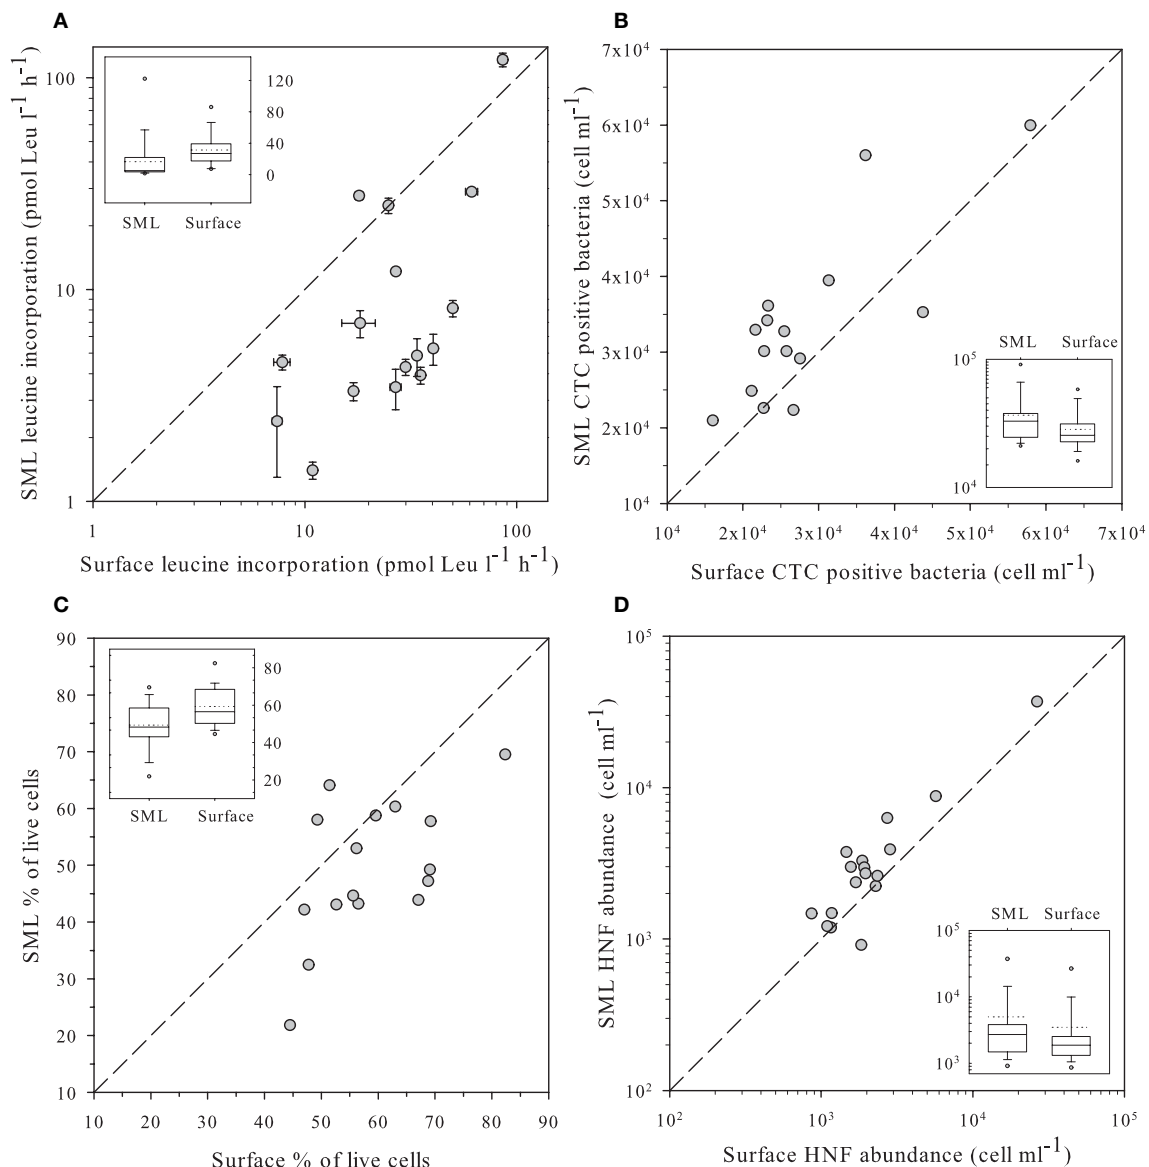 A
SML leucine incorporation (pmol Leu l⁻¹ h⁻¹)
100
10
1
1 10 100
Surface leucine incorporation (pmol Leu l⁻¹ h⁻¹)
120
80
40
0
SML Surface
B
SML CTC positive bacteria (cell ml⁻¹)
7x10⁴
6x10⁴
5x10⁴
4x10⁴
3x10⁴
2x10⁴
10⁴
10⁴ 2x10⁴ 3x10⁴ 4x10⁴ 5x10⁴ 6x10⁴ 7x10⁴
Surface CTC positive bacteria (cell ml⁻¹)
SML Surface
10⁵
10⁴
C
SML % of live cells
90
80
70
60
50
40
30
20
10
10 20 30 40 50 60 70 80 90
Surface % of live cells
80
60
40
20
SML Surface
D
SML HNF abundance (cell ml⁻¹)
10⁵
10⁴
10³
10²
10² 10³ 10⁴ 10⁵
Surface HNF abundance (cell ml⁻¹)
SML Surface
10⁵
10⁴
10³